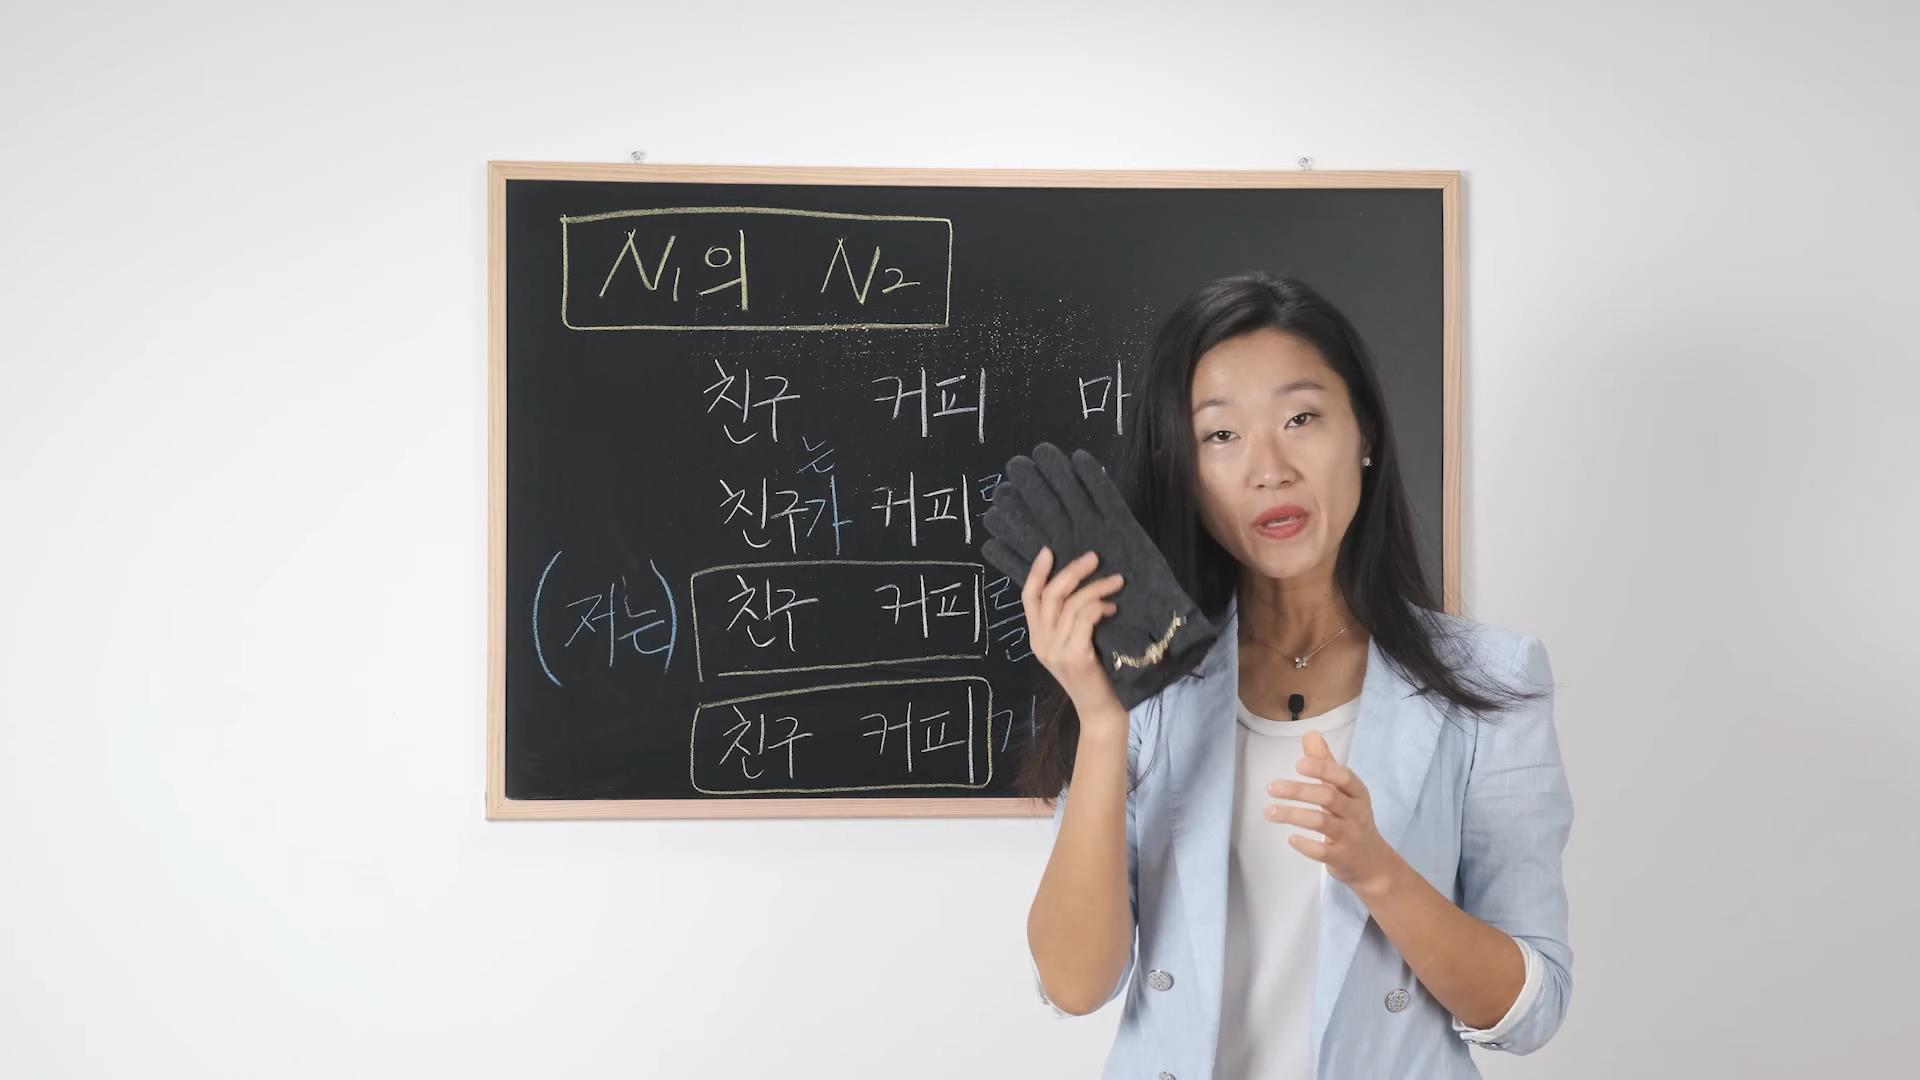 N₁의 N₂
친구 커피 마
는
친구가 커피
(저는) 친구 커피를
친구 커피가